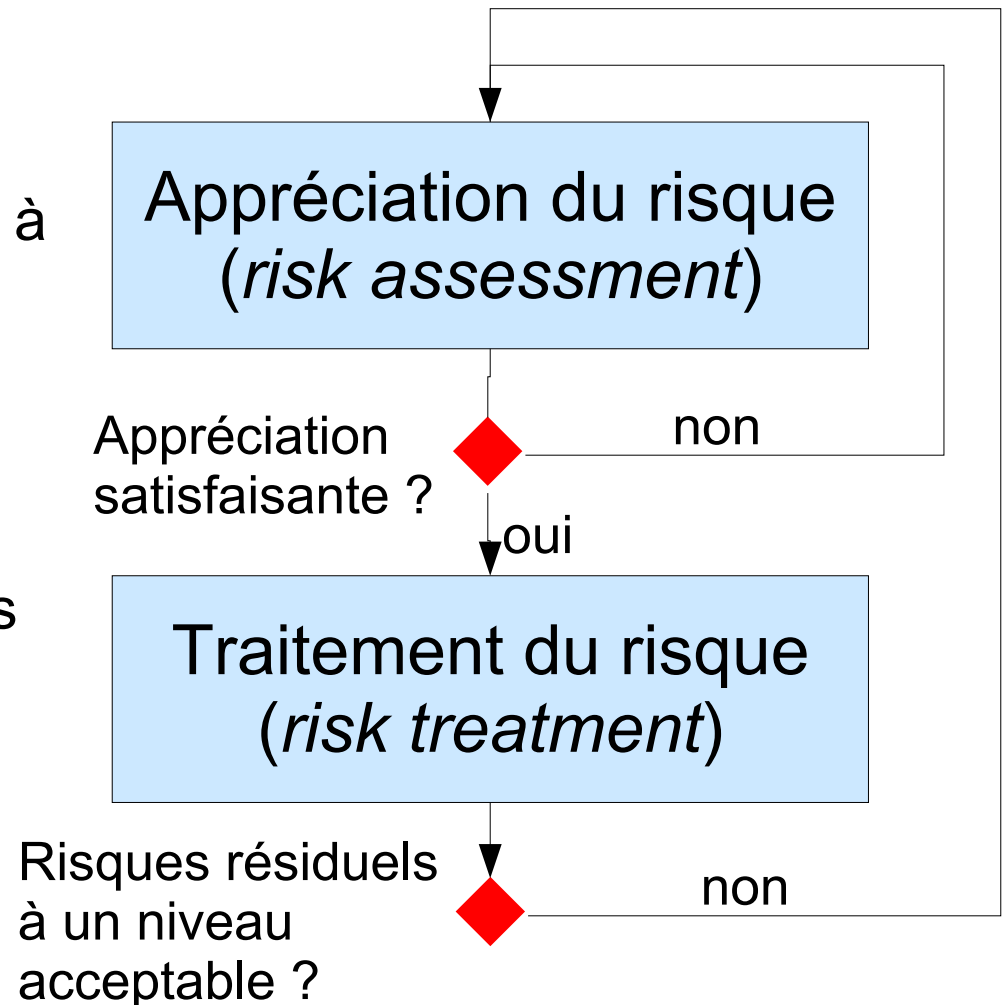 à
Appréciation du risque
(risk assessment)
Appréciation
satisfaisante ?
non
oui
s
Traitement du risque
(risk treatment)
Risques résiduels
à un niveau
acceptable ?
non